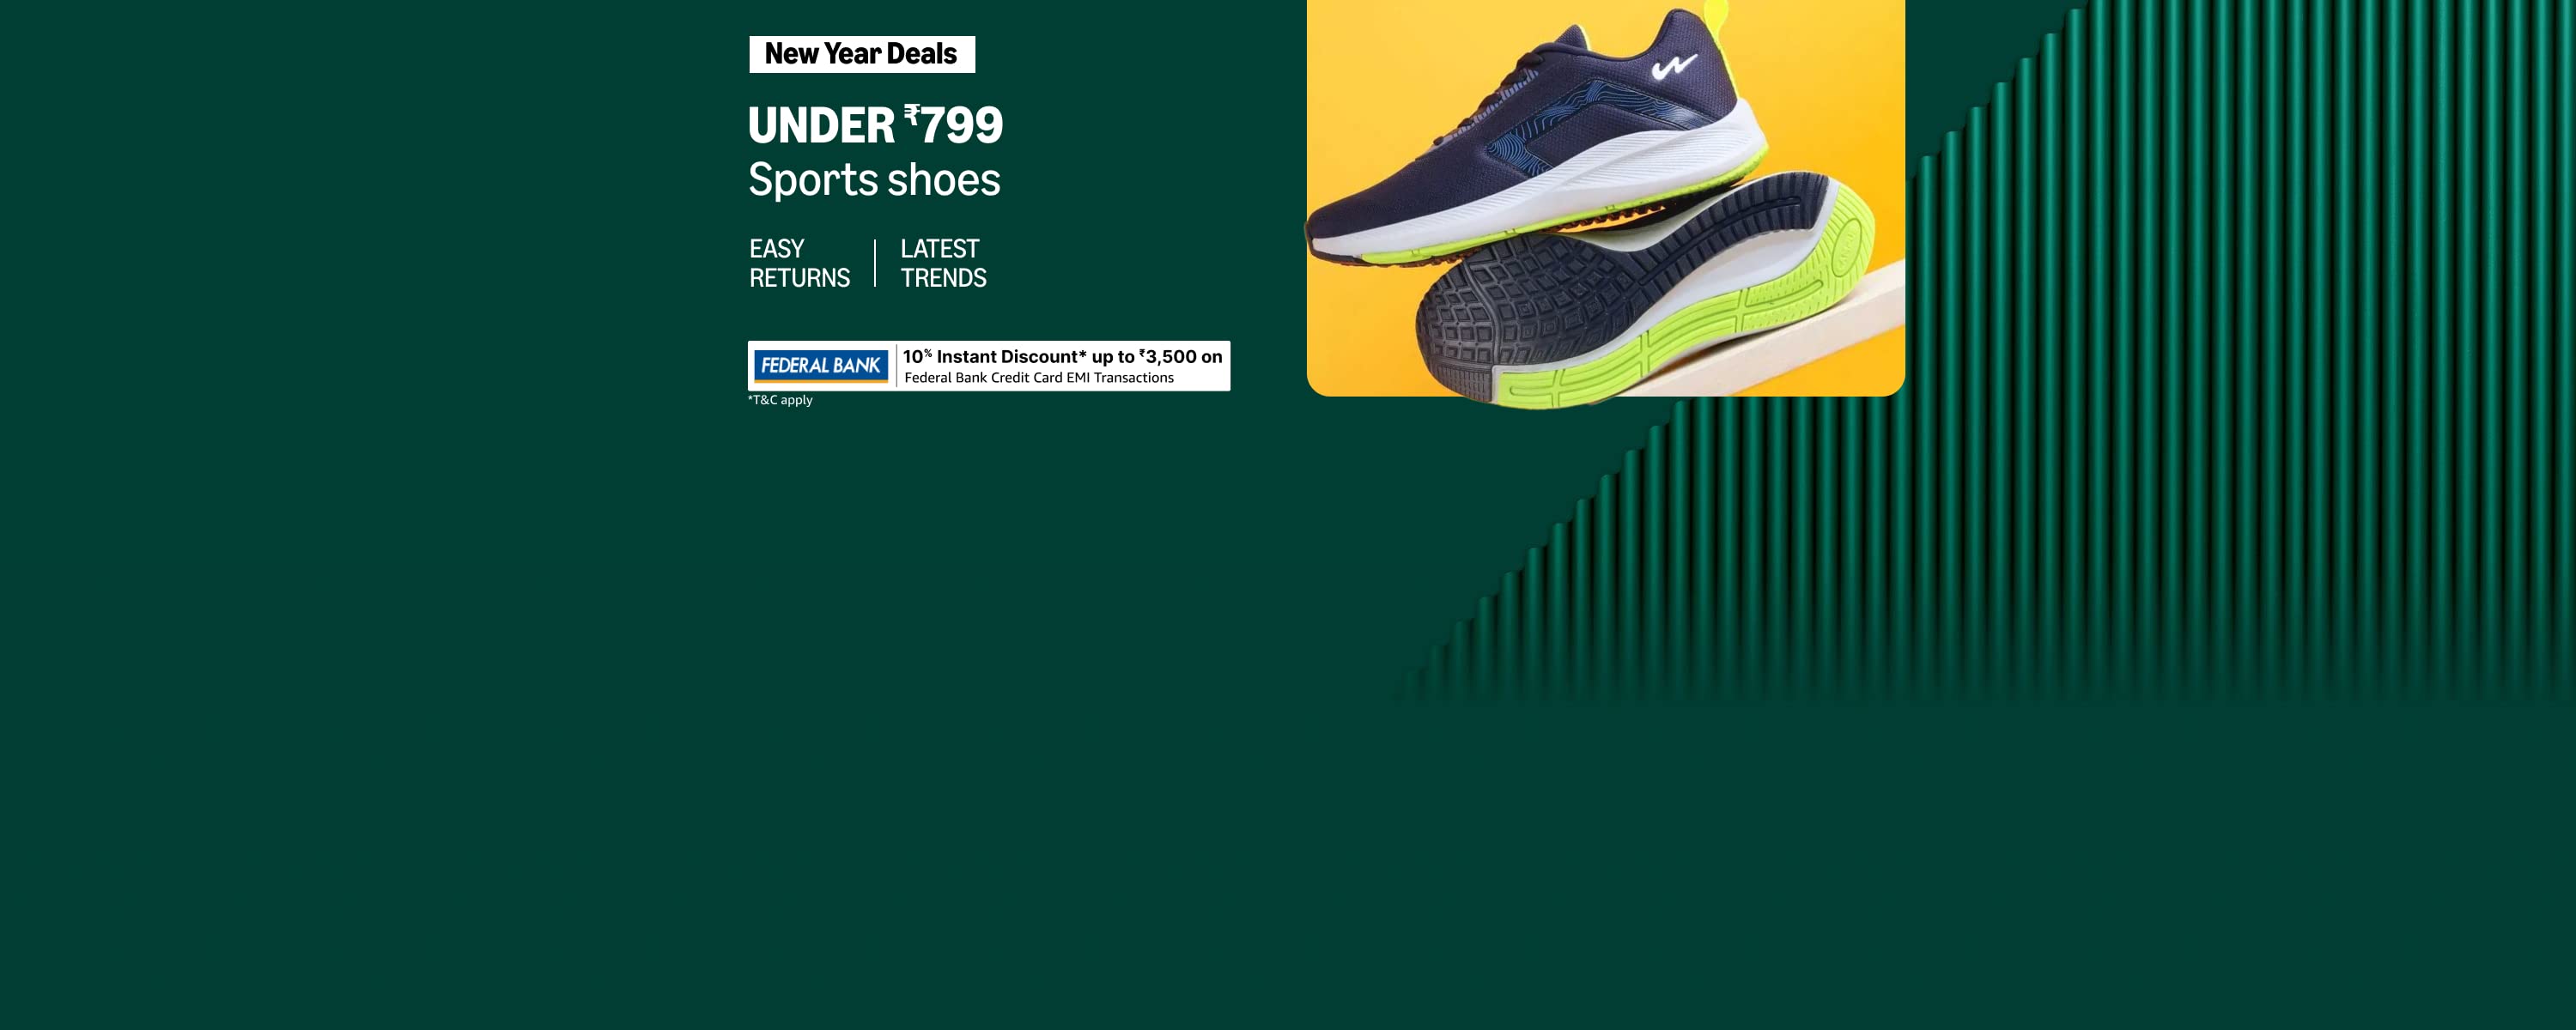 New Year Deals
UNDER ₹799
Sports shoes
EASY
RETURNS
LATEST
TRENDS
FEDERAL BANK
10% Instant Discount* up to ₹3,500 on
Federal Bank Credit Card EMI Transactions
*T&C apply